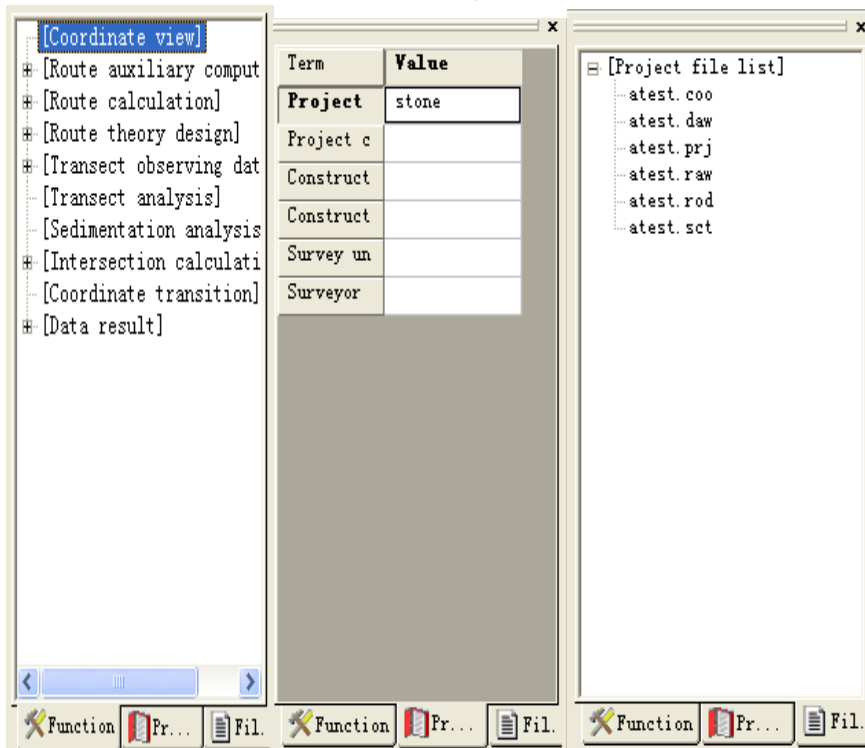 [Coordinate view]
[Route auxiliary comput
[Route calculation]
[Route theory design]
[Transect observing dat
[Transect analysis]
[Sedimentation analysis
[Intersection calculati
[Coordinate transition]
[Data result]
Function Pr... Fil.
x
Term Value
Project stone
Project c
Construct
Construct
Survey un
Surveyor
Function Pr... Fil.
x
[Project file list]
atest.coo
atest.daw
atest.prj
atest.raw
atest.rod
atest.sct
Function Pr... Fil.